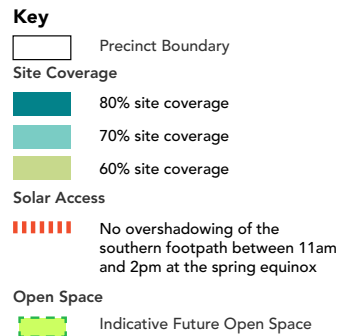 Key
Precinct Boundary
Site Coverage
80% site coverage
70% site coverage
60% site coverage
Solar Access
No overshadowing of the
southern footpath between 11am
and 2pm at the spring equinox
Open Space
Indicative Future Open Space